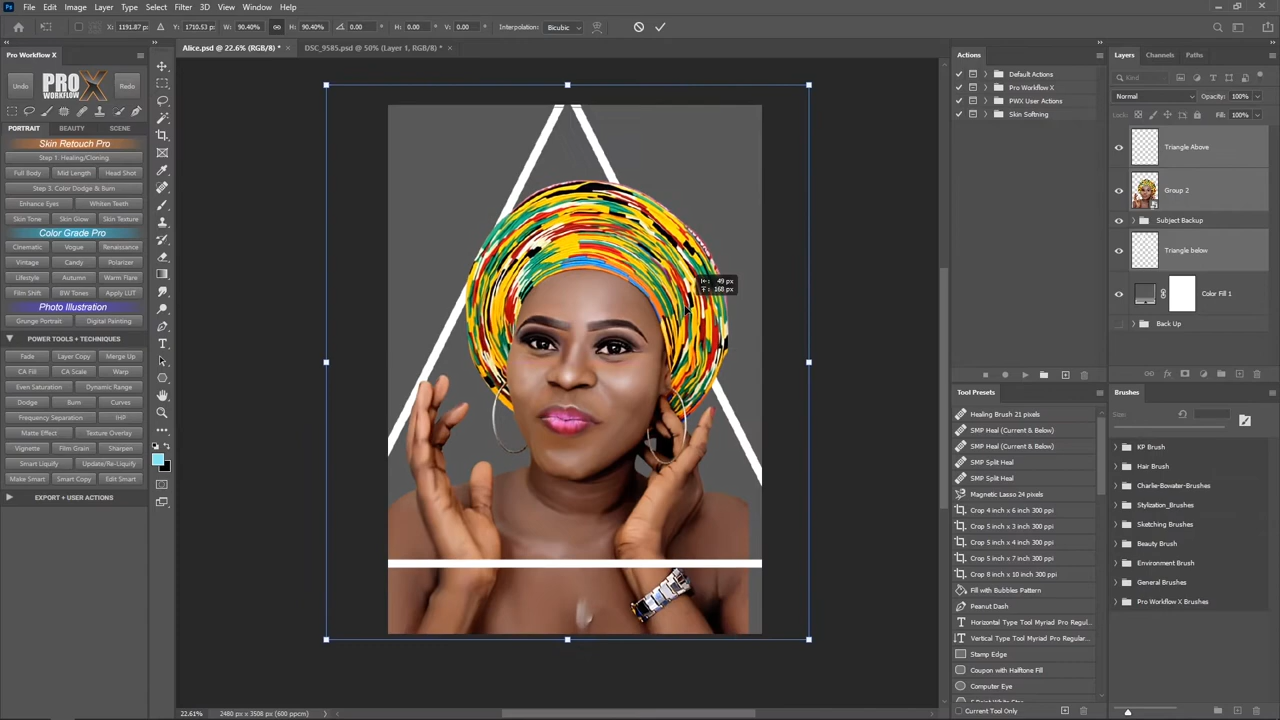 Ps File Edit Image Layer Type Select Filter 3D View Window Help
X: 1191.87 px Y: 1710.53 px W: 90.40% H: 90.40% 0.00 ° H: 0.00 V: 0.00 ° Interpolation: Bicubic
Pro Workflow X
Undo PRO WORKFLOW X Redo
PORTRAIT BEAUTY SCENE
Skin Retouch Pro
Step 1. Healing/Cloning
Full Body Mid Length Head Shot
Step 3. Color Dodge & Burn
Enhance Eyes Whiten Teeth
Skin Tone Skin Glow Skin Texture
Color Grade Pro
Cinematic Vogue Renaissance
Vintage Candy Polarizer
Lifestyle Autumn Warm Flare
Film Shift BW Tones Apply LUT
Photo Illustration
Grunge Portrait Digital Painting
POWER TOOLS + TECHNIQUES
Fade Layer Copy Merge Up
CA Fill CA Scale Warp
Even Saturation Dynamic Range
Dodge Burn Curves
Frequency Separation IHP
Matte Effect Texture Overlay
Vignette Film Grain Sharpen
Smart Liquify Update/Re-Liquify
Make Smart Smart Copy Edit Smart
EXPORT + USER ACTIONS
Alice.psd @ 22.6% (RGB/8) * × DSC_9585.psd @ 50% (Layer 1, RGB/8) * ×
49 px
168 px
22.61% 2480 px x 3508 px (600 ppcm)
Actions
Default Actions
Pro Workflow X
PWX User Actions
Skin Softning
Tool Presets
Healing Brush 21 pixels
SMP Heal (Current & Below)
SMP Heal (Current & Below)
SMP Split Heal
SMP Split Heal
Magnetic Lasso 24 pixels
Crop 4 inch x 6 inch 300 ppi
Crop 5 inch x 3 inch 300 ppi
Crop 5 inch x 4 inch 300 ppi
Crop 5 inch x 7 inch 300 ppi
Crop 8 inch x 10 inch 300 ppi
Fill with Bubbles Pattern
Peanut Dash
Horizontal Type Tool Myriad Pro Regul...
Vertical Type Tool Myriad Pro Regular...
Stamp Edge
Coupon with Halftone Fill
Computer Eye
Current Tool Only
Layers Channels Paths
Kind
Normal Opacity: 100%
Lock: Fill: 100%
Triangle Above
Group 2
Subject Backup
Triangle below
Color Fill 1
Back Up
Brushes
Size:
KP Brush
Hair Brush
Charlie-Bowater-Brushes
Stylization_Brushes
Sketching Brushes
Beauty Brush
Environment Brush
General Brushes
Pro Workflow X Brushes